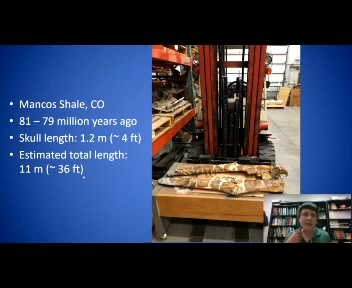 • Mancos Shale, CO
• 81 – 79 million years ago
• Skull length: 1.2 m (~ 4 ft)
• Estimated total length:
11 m (~ 36 ft)